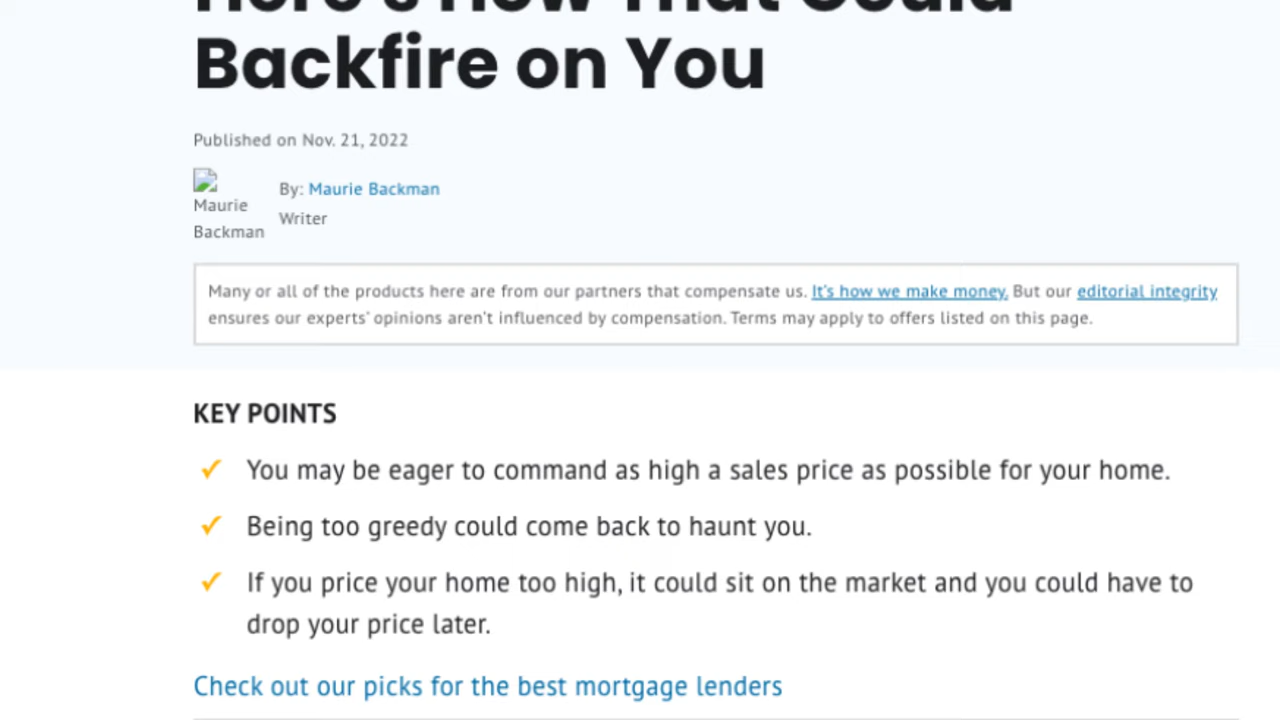 Here's How That Could
Backfire on You
Published on Nov. 21, 2022
Maurie
Backman
By: Maurie Backman
Writer
Many or all of the products here are from our partners that compensate us. It's how we make money. But our editorial integrity
ensures our experts' opinions aren't influenced by compensation. Terms may apply to offers listed on this page.
KEY POINTS
✓ You may be eager to command as high a sales price as possible for your home.
✓ Being too greedy could come back to haunt you.
✓ If you price your home too high, it could sit on the market and you could have to
drop your price later.
Check out our picks for the best mortgage lenders